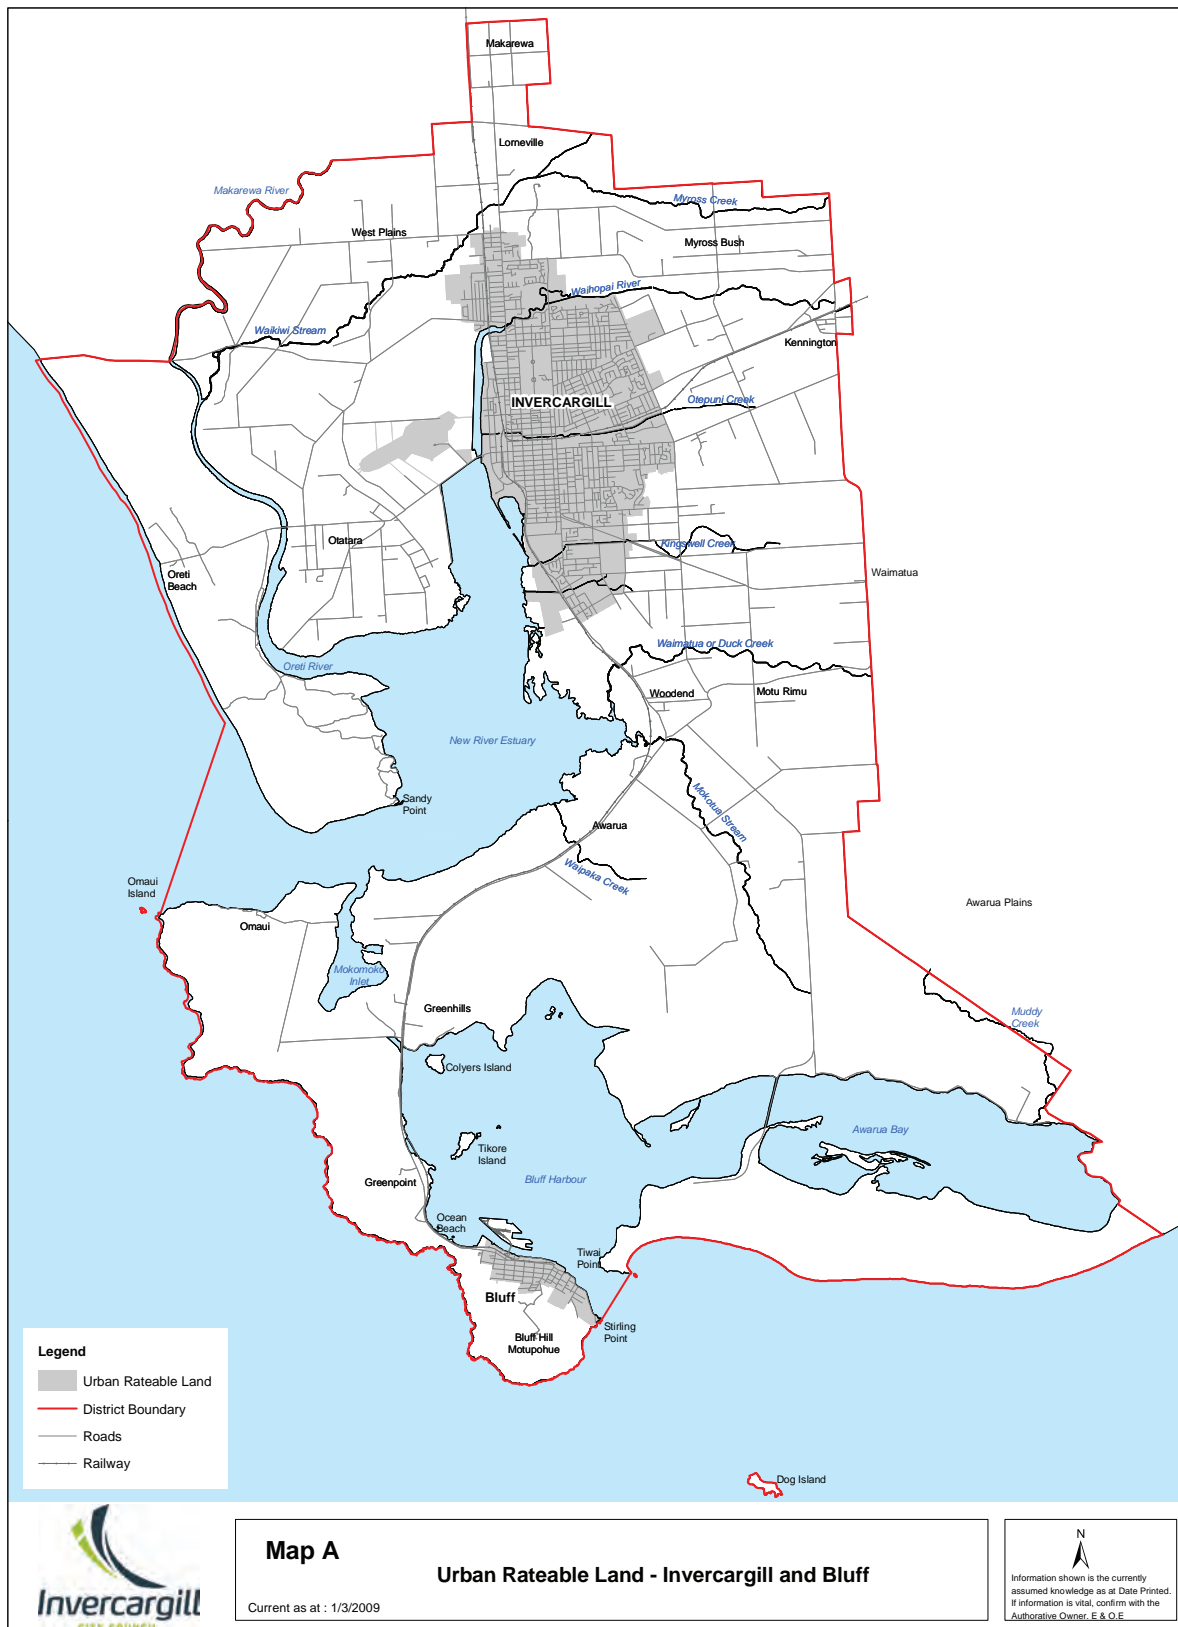 Makarewa
Lorneville
Makarewa River
Myross Creek
West Plains
Myross Bush
Waihopai River
Waikiwi Stream
Kennington
INVERCARGILL
Otepuni Creek
Otatara
Kingswell Creek
Oreti
Beach
Waimatua
Waimatua or Duck Creek
Oreti River
Woodend
Motu Rimu
New River Estuary
Sandy
Point
Mokotua Stream
Awarua
Waipaka Creek
Omaui
Island
Awarua Plains
Omaui
Mokomoko
Inlet
Greenhills
Muddy
Creek
Colyers Island
Awarua Bay
Tikore
Island
Greenpoint
Bluff Harbour
Ocean
Beach
Tiwai
Point
Bluff
Stirling
Point
Bluff Hill
Motupohue
Dog Island
Legend
Urban Rateable Land
District Boundary
Roads
Railway
Invercargill
CITY COUNCIL
Map A
Urban Rateable Land - Invercargill and Bluff
Current as at : 1/3/2009
N
Information shown is the currently
assumed knowledge as at Date Printed.
If information is vital, confirm with the
Authorative Owner. E & O.E